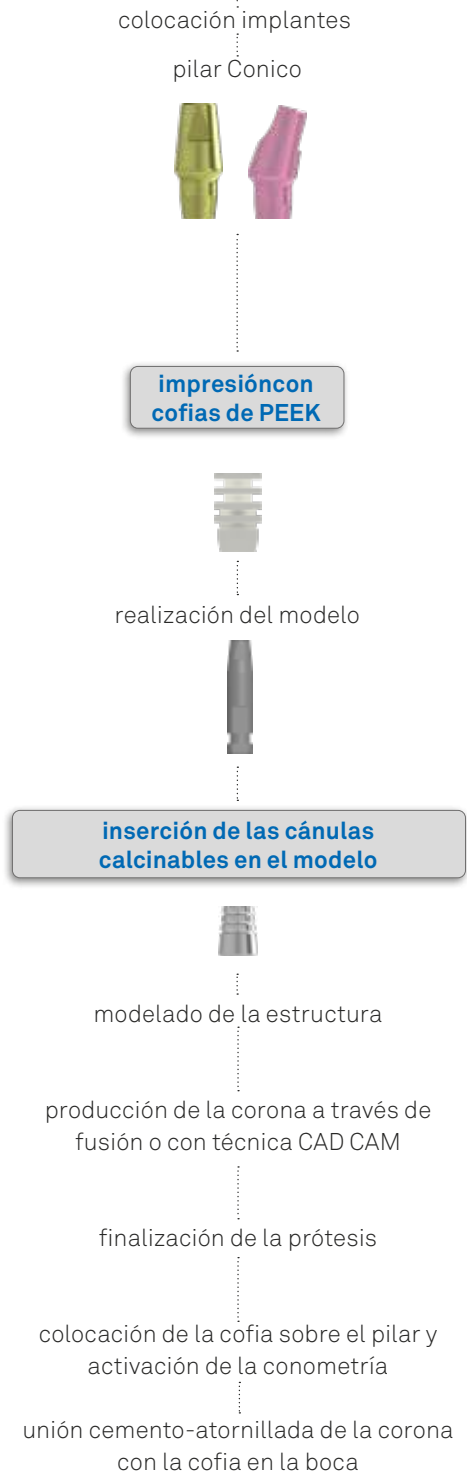 colocación implantes
pilar Conico
impresióncon
cofias de PEEK
realización del modelo
inserción de las cánulas
calcinables en el modelo
modelado de la estructura
producción de la corona a través de
fusión o con técnica CAD CAM
finalización de la prótesis
colocación de la cofia sobre el pilar y
activación de la conometría
unión cemento-atornillada de la corona
con la cofia en la boca